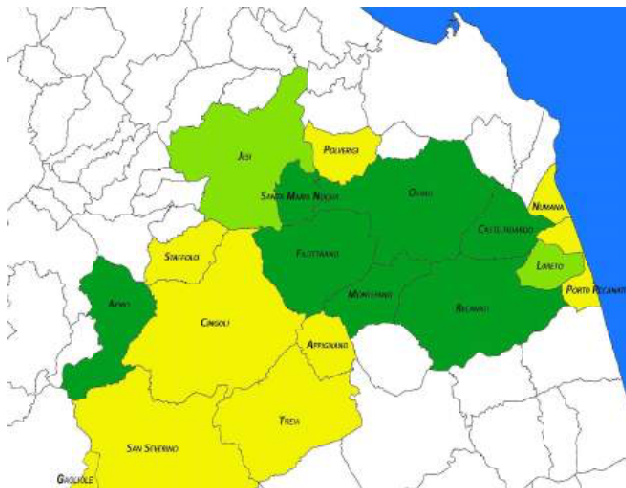 POLVERIGI
JESI
SANTA MARIA NUOVA
OSIMO
NUMANA
CASTELFIDARDO
STAFFOLO
FILOTTRANO
LORETO
PORTO RECANATI
APIRO
MONTEFANO
RECANATI
CINGOLI
APPIGNANO
TREIA
SAN SEVERINO
GAGLIOLE